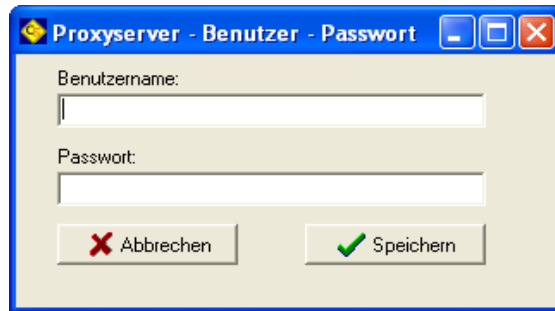 Proxyserver - Benutzer - Passwort
Benutzername:
Passwort:
Abbrechen Speichern